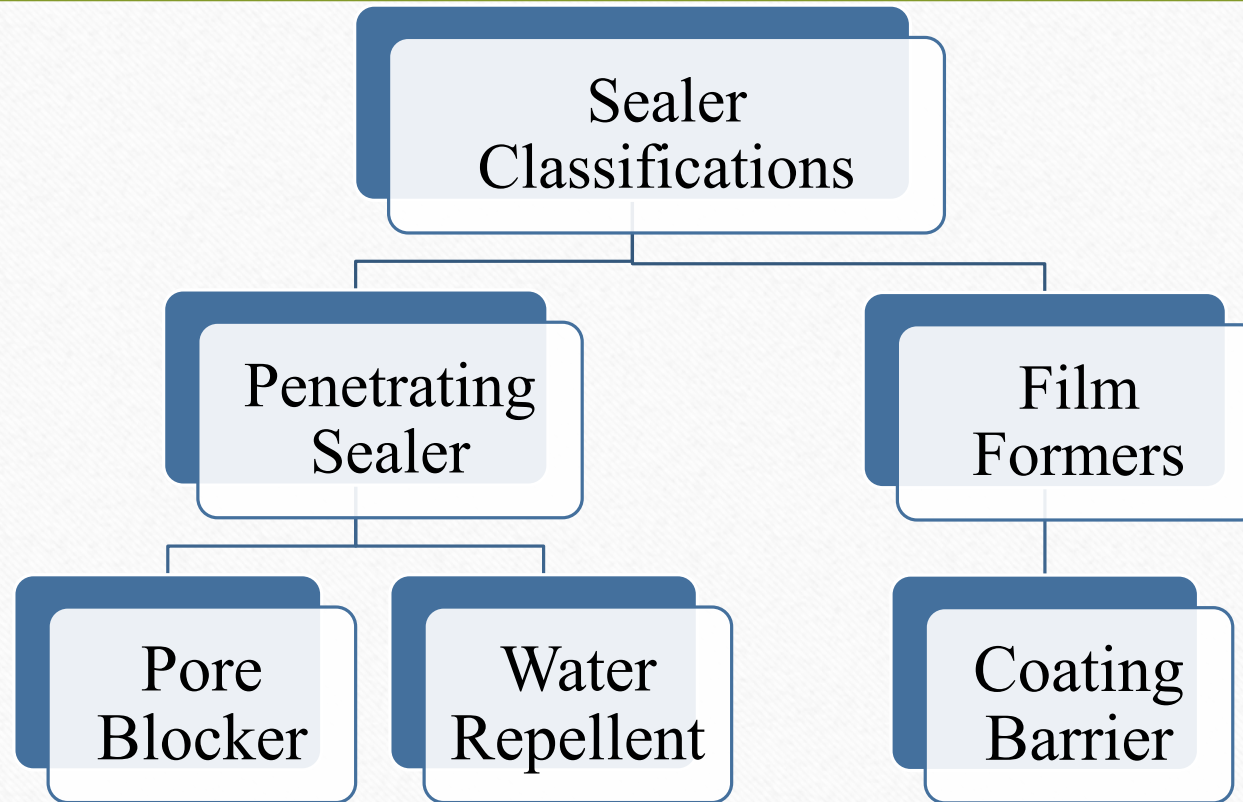 Sealer
Classifications
Penetrating
Sealer
Film
Formers
Pore
Blocker
Water
Repellent
Coating
Barrier